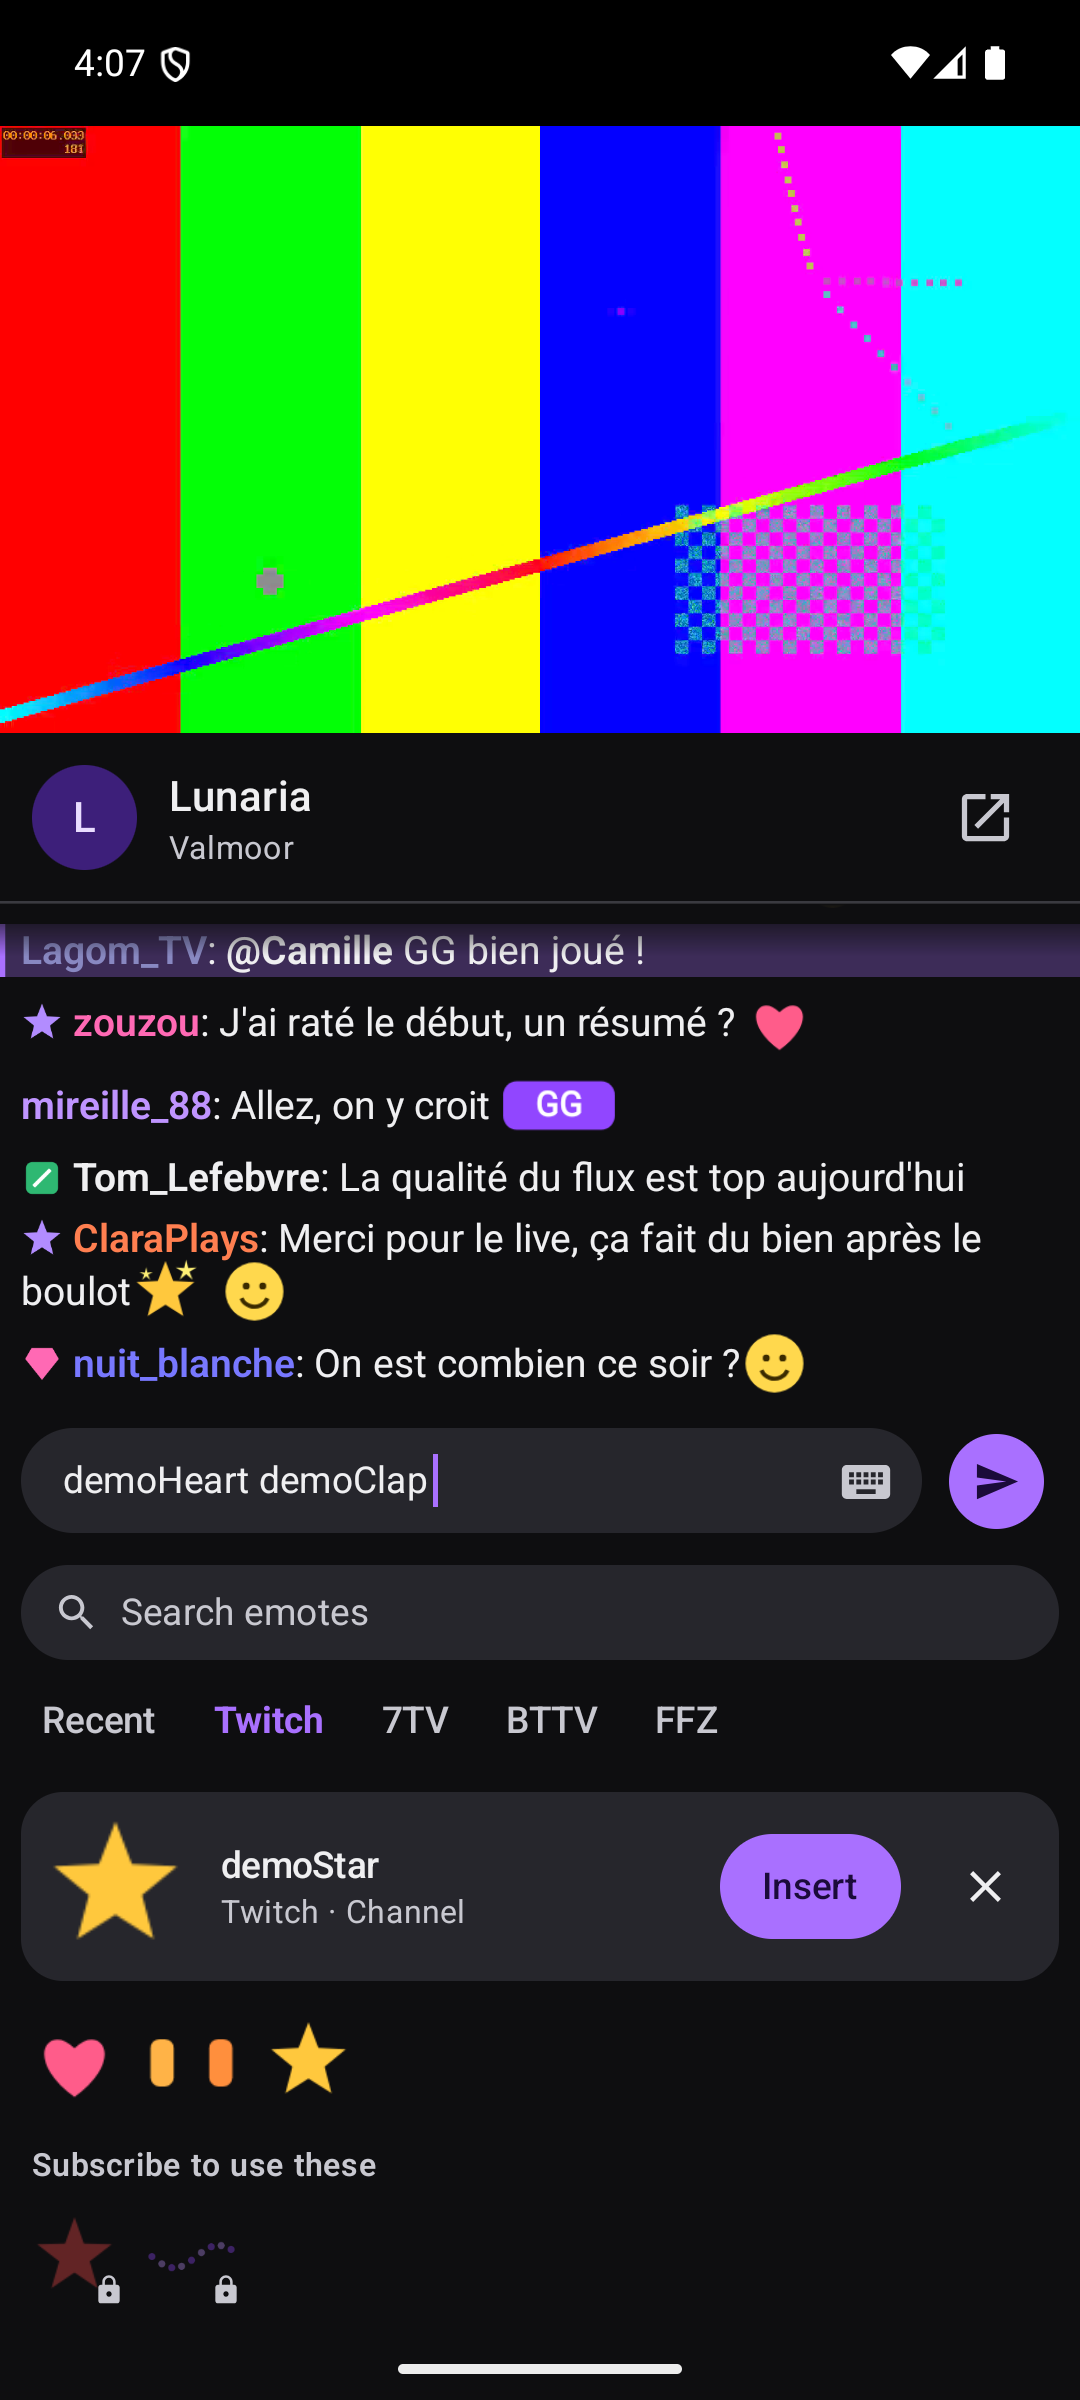 4:07
00:00:06.033
181
L
Lunaria
Valmoor
Lagom_TV: @Camille GG bien joué !
zouzou: J'ai raté le début, un résumé ?
mireille_88: Allez, on y croit GG
Tom_Lefebvre: La qualité du flux est top aujourd'hui
ClaraPlays: Merci pour le live, ça fait du bien après le
boulot
nuit_blanche: On est combien ce soir ?
demoHeart demoClap
Search emotes
Recent Twitch 7TV BTTV FFZ
demoStar
Twitch · Channel
Insert
Subscribe to use these